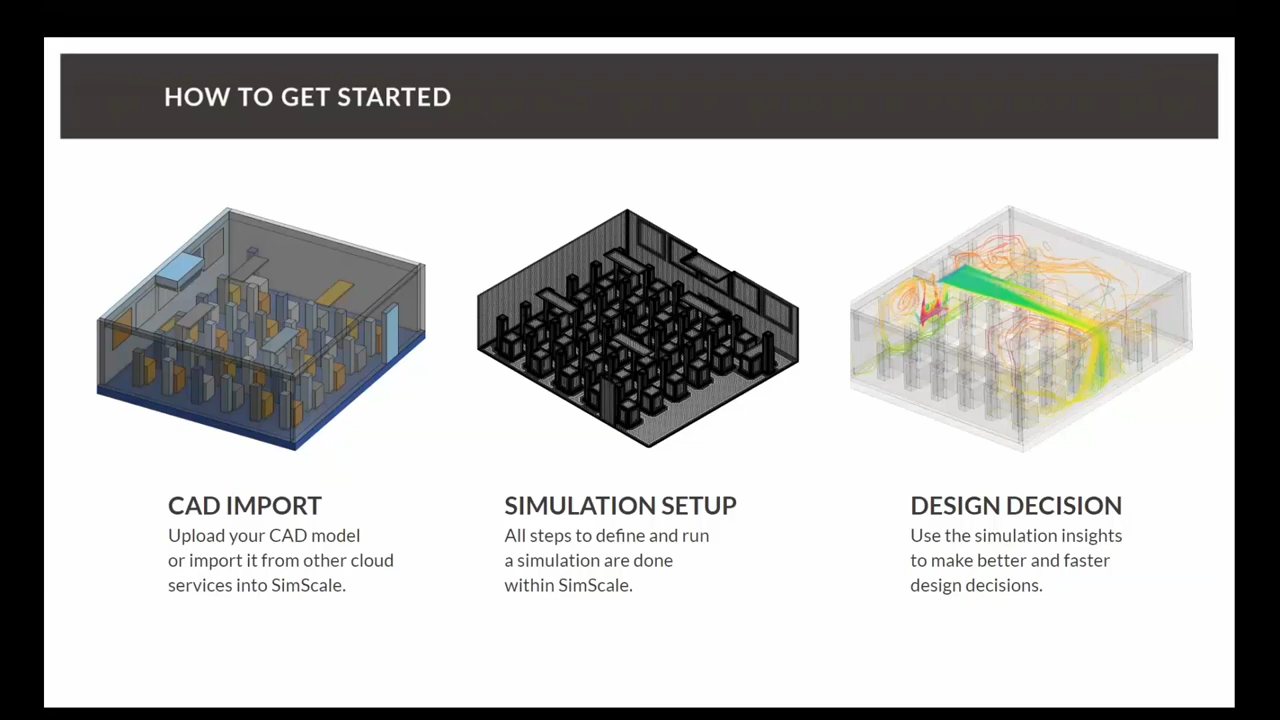 HOW TO GET STARTED
CAD IMPORT
Upload your CAD model
or import it from other cloud
services into SimScale.
SIMULATION SETUP
All steps to define and run
a simulation are done
within SimScale.
DESIGN DECISION
Use the simulation insights
to make better and faster
design decisions.